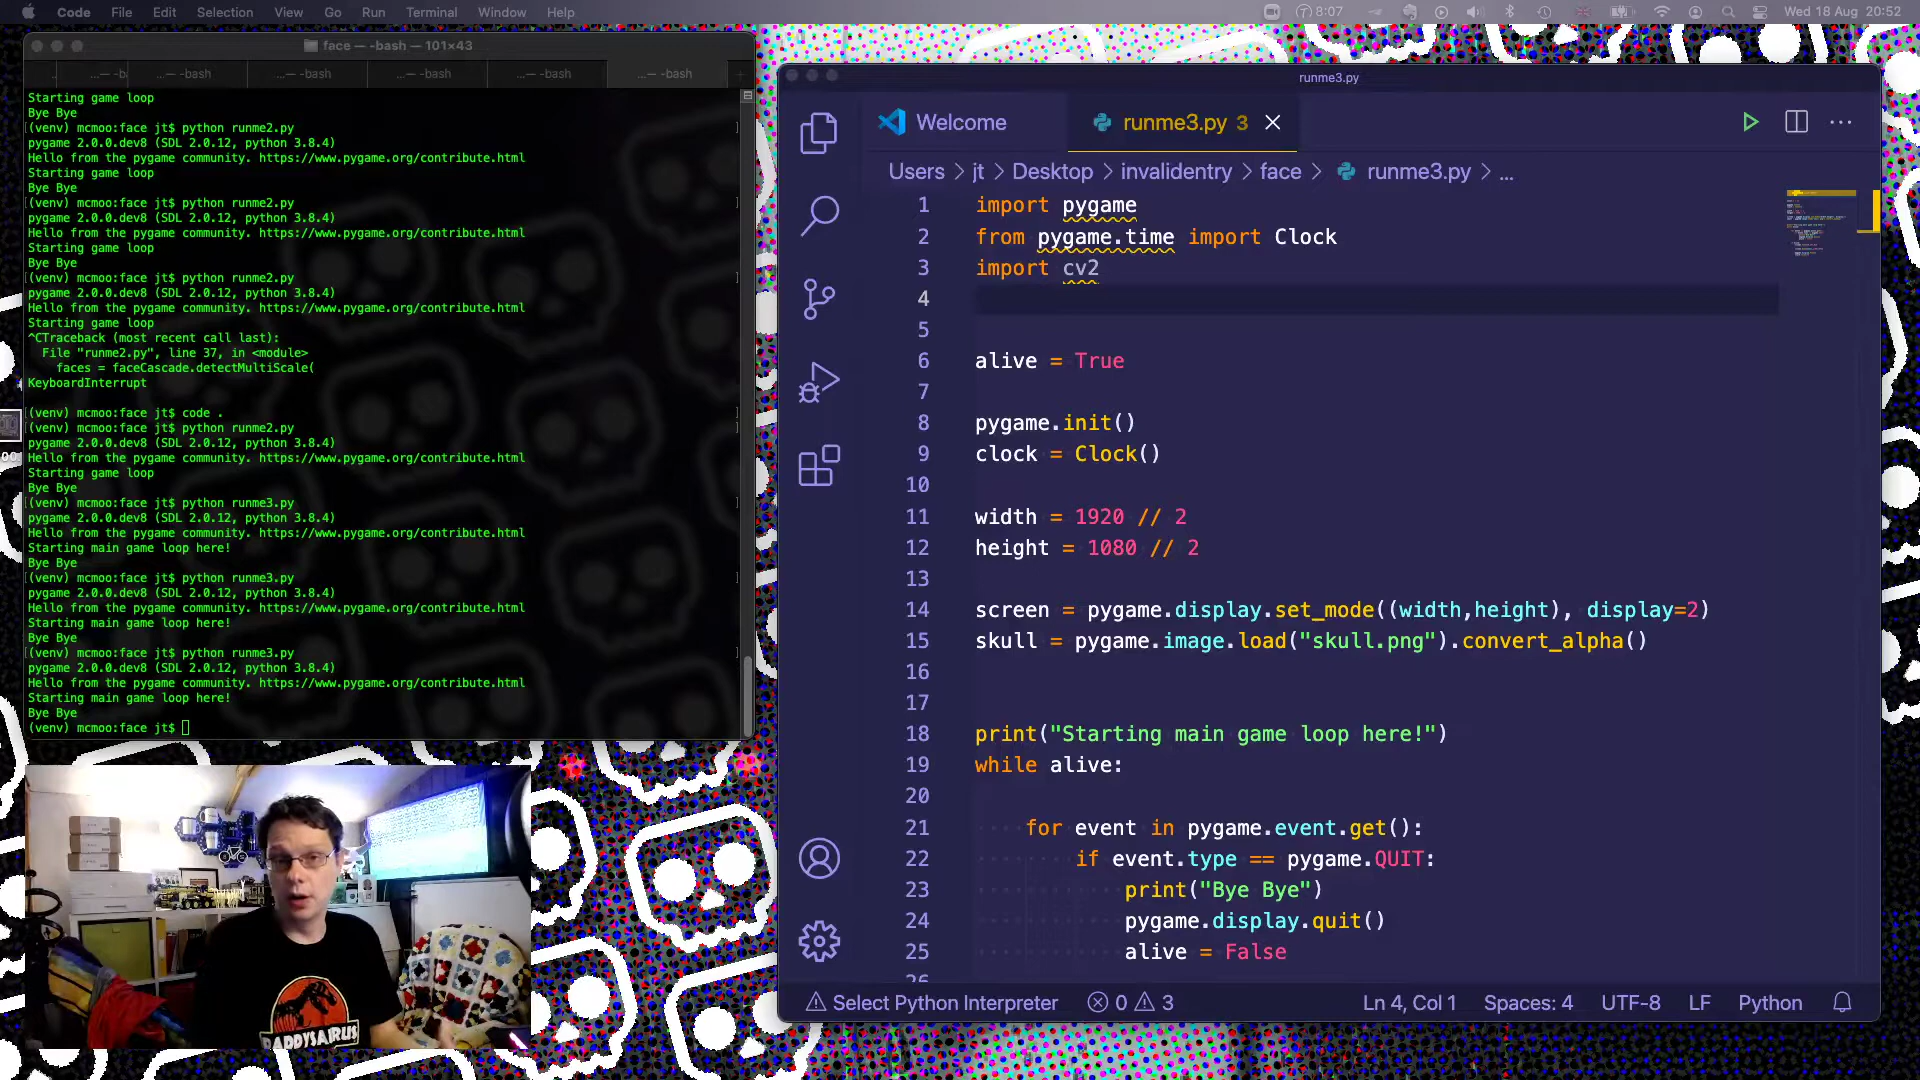 Code File Edit Selection View Go Run Terminal Window Help
8:07
Wed 18 Aug 20:52
face — -bash — 101×43
...— -b
...— -bash
...— -bash
...— -bash
...— -bash
...— -bash
Starting game loop
Bye Bye
(venv) mcmoo:face jt$ python runme2.py
pygame 2.0.0.dev8 (SDL 2.0.12, python 3.8.4)
Hello from the pygame community. https://www.pygame.org/contribute.html
Starting game loop
Bye Bye
(venv) mcmoo:face jt$ python runme2.py
pygame 2.0.0.dev8 (SDL 2.0.12, python 3.8.4)
Hello from the pygame community. https://www.pygame.org/contribute.html
Starting game loop
Bye Bye
(venv) mcmoo:face jt$ python runme2.py
pygame 2.0.0.dev8 (SDL 2.0.12, python 3.8.4)
Hello from the pygame community. https://www.pygame.org/contribute.html
Starting game loop
^CTraceback (most recent call last):
File "runme2.py", line 37, in <module>
faces = faceCascade.detectMultiScale(
KeyboardInterrupt
(venv) mcmoo:face jt$ code .
(venv) mcmoo:face jt$ python runme2.py
pygame 2.0.0.dev8 (SDL 2.0.12, python 3.8.4)
Hello from the pygame community. https://www.pygame.org/contribute.html
Starting game loop
Bye Bye
(venv) mcmoo:face jt$ python runme3.py
pygame 2.0.0.dev8 (SDL 2.0.12, python 3.8.4)
Hello from the pygame community. https://www.pygame.org/contribute.html
Starting main game loop here!
Bye Bye
(venv) mcmoo:face jt$ python runme3.py
pygame 2.0.0.dev8 (SDL 2.0.12, python 3.8.4)
Hello from the pygame community. https://www.pygame.org/contribute.html
Starting main game loop here!
Bye Bye
(venv) mcmoo:face jt$ python runme3.py
pygame 2.0.0.dev8 (SDL 2.0.12, python 3.8.4)
Hello from the pygame community. https://www.pygame.org/contribute.html
Starting main game loop here!
Bye Bye
(venv) mcmoo:face jt$
DADDYSAURUS
runme3.py
Welcome
runme3.py 3
Users > jt > Desktop > invalidentry > face > runme3.py > ...
1 import pygame
2 from pygame.time import Clock
3 import cv2
4
5
6 alive = True
7
8 pygame.init()
9 clock = Clock()
10
11 width = 1920 // 2
12 height = 1080 // 2
13
14 screen = pygame.display.set_mode((width,height), display=2)
15 skull = pygame.image.load("skull.png").convert_alpha()
16
17
18 print("Starting main game loop here!")
19 while alive:
20
21 for event in pygame.event.get():
22 if event.type == pygame.QUIT:
23 print("Bye Bye")
24 pygame.display.quit()
25 alive = False
Select Python Interpreter 0 3
Ln 4, Col 1 Spaces: 4 UTF-8 LF Python